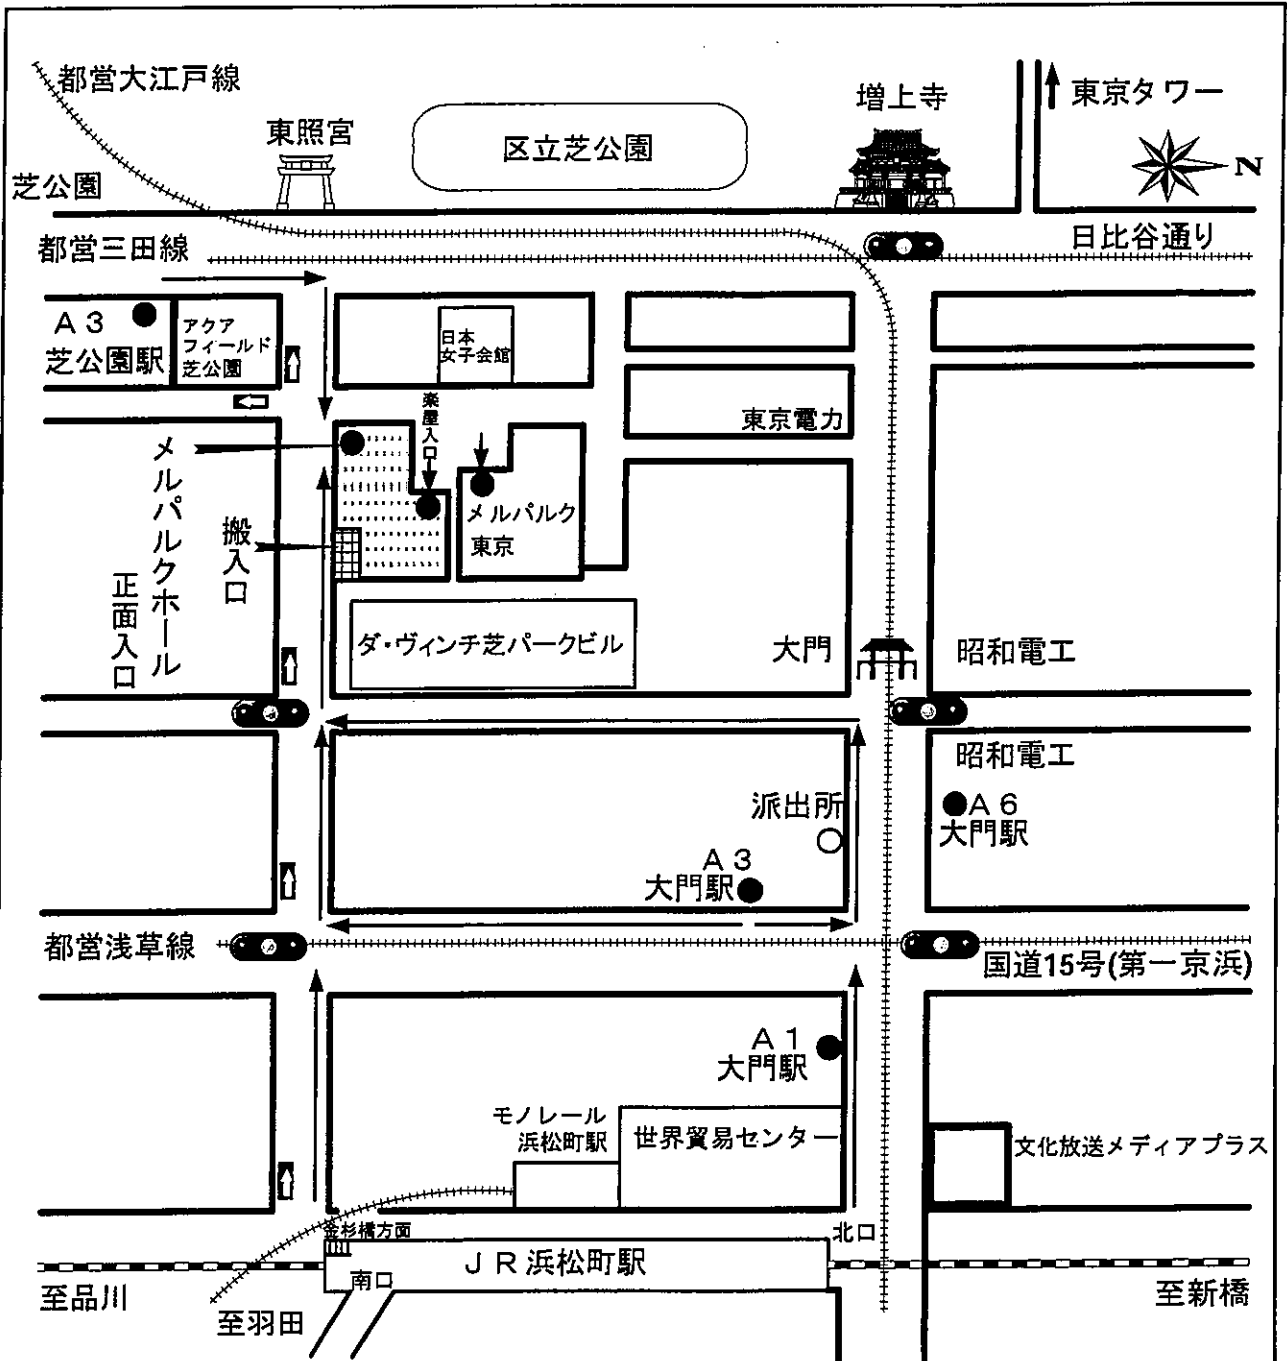 都営大江戸線
東照宮
区立芝公園
増上寺
東京タワー
N
芝公園
都営三田線
日比谷通り
A3
芝公園駅
アクア
フィールド
芝公園
日本
女子会館
楽屋入口
東京電力
メルパルクホール
正面入口
搬入口
メルパルク
東京
ダ・ヴィンチ芝パークビル
大門
昭和電工
昭和電工
派出所
A6
大門駅
A3
大門駅
都営浅草線
国道15号(第一京浜)
A1
大門駅
モノレール
浜松町駅
世界貿易センター
文化放送メディアプラス
金杉橋方面
北口
JR浜松町駅
南口
至品川
至羽田
至新橋